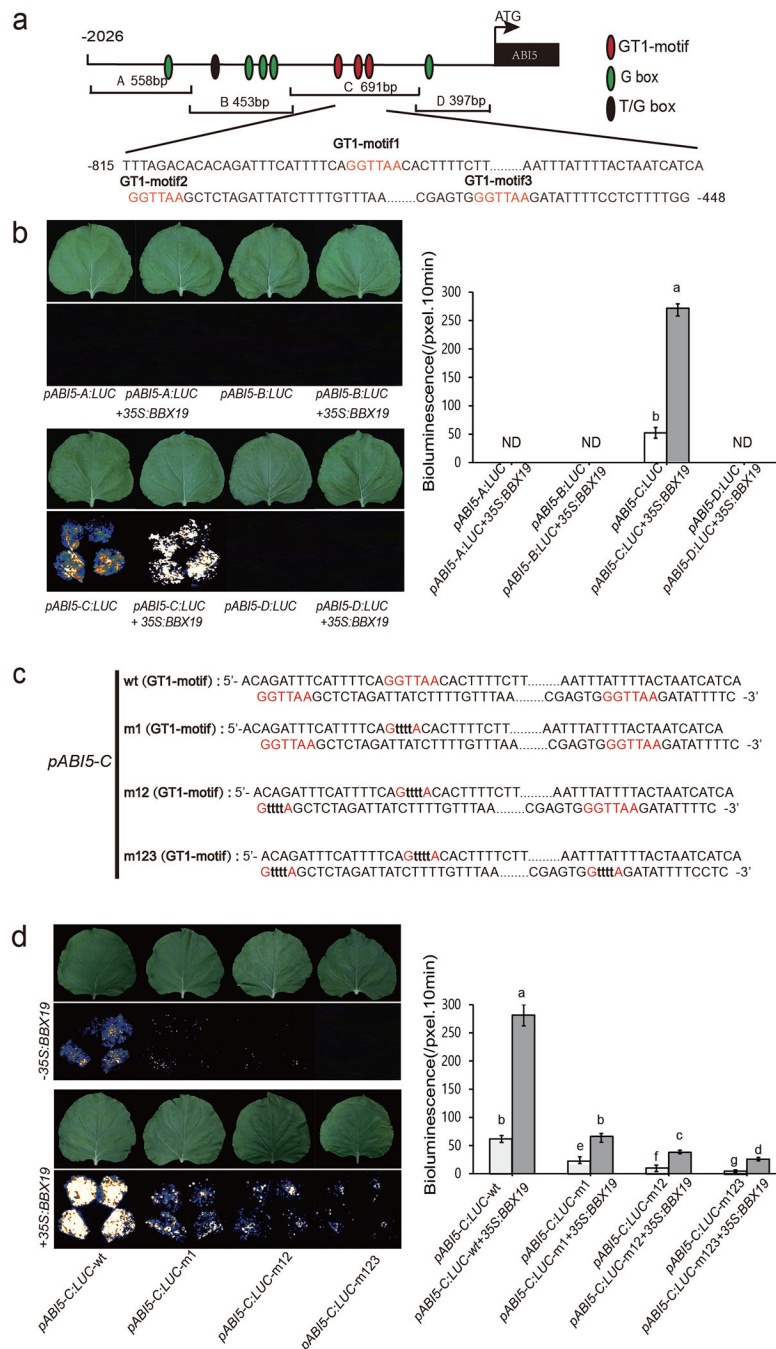 a
-2026
ATG
ABI5
GT1-motif
G box
T/G box
A 558bp
B 453bp
C 691bp
D 397bp
GT1-motif1
-815 TTTAGACACACAGATTTCATTTTCAGGTTAACACTTTTCTT.........AATTTATTTTACTAATCATCA
GT1-motif2
GT1-motif3
GGTTAAGCTCTAGATTATCTTTTGTTTAA........CGAGTGGGTTAAGATATTTTCCTCTTTTGG -448
b
pABI5-A:LUC
pABI5-A:LUC +35S:BBX19
pABI5-B:LUC
pABI5-B:LUC +35S:BBX19
pABI5-C:LUC
pABI5-C:LUC + 35S:BBX19
pABI5-D:LUC
pABI5-D:LUC +35S:BBX19
Bioluminescence(/pxel.10min)
300
250
200
150
100
50
0
ND
ND
b
a
ND
pABI5-A:LUC
pABI5-A:LUC+35S:BBX19
pABI5-B:LUC
pABI5-B:LUC+35S:BBX19
pABI5-C:LUC
pABI5-C:LUC+35S:BBX19
pABI5-D:LUC
pABI5-D:LUC+35S:BBX19
c
pABI5-C
wt (GT1-motif) : 5'- ACAGATTTCATTTTCAGGTTAACACTTTTCTT.........AATTTATTTTACTAATCATCA
GGTTAAGCTCTAGATTATCTTTTGTTTAA........CGAGTGGGTTAAGATATTTTC -3'
m1 (GT1-motif) : 5'- ACAGATTTCATTTTCAGttttACACTTTTCTT.........AATTTATTTTACTAATCATCA
GGTTAAGCTCTAGATTATCTTTTGTTTAA........CGAGTGGGTTAAGATATTTTC -3'
m12 (GT1-motif) : 5'- ACAGATTTCATTTTCAGttttACACTTTTCTT.........AATTTATTTTACTAATCATCA
GttttAGCTCTAGATTATCTTTTGTTTAA........CGAGTGGGTTAAGATATTTTC -3'
m123 (GT1-motif) : 5'- ACAGATTTCATTTTCAGttttACACTTTTCTT.........AATTTATTTTACTAATCATCA
GttttAGCTCTAGATTATCTTTTGTTTAA........CGAGTGGttttAGATATTTTCCTC -3'
d
-35S:BBX19
+35S:BBX19
pABI5-C:LUC-wt
pABI5-C:LUC-m1
pABI5-C:LUC-m12
pABI5-C:LUC-m123
Bioluminescence(/pxel.10min)
300
250
200
150
100
50
0
b
a
e
b
f
c
g
d
pABI5-C:LUC-wt
pABI5-C:LUC-wt+35S:BBX19
pABI5-C:LUC-m1
pABI5-C:LUC-m1+35S:BBX19
pABI5-C:LUC-m12
pABI5-C:LUC-m12+35S:BBX19
pABI5-C:LUC-m123
pABI5-C:LUC-m123+35S:BBX19